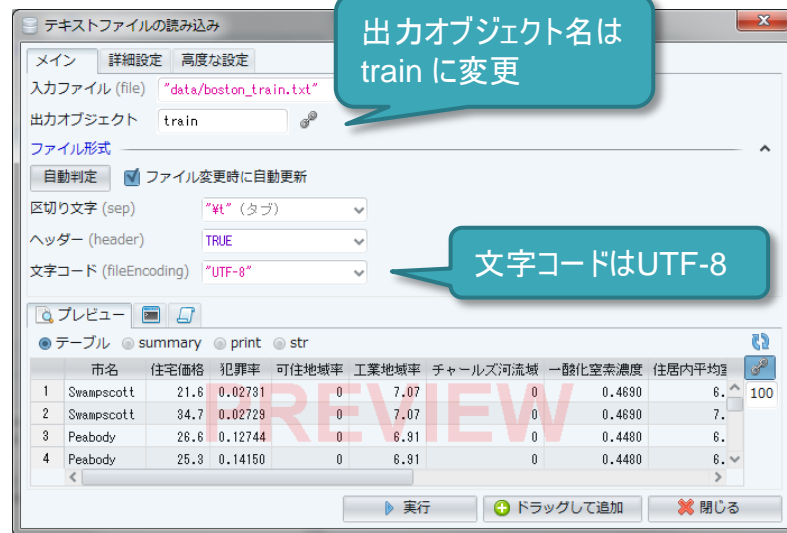 テキストファイルの読み込み
出力オブジェクト名は
train に変更
メイン 詳細設定 高度な設定
入力ファイル (file) "data/boston_train.txt"
出力オブジェクト train
ファイル形式
自動判定 ファイル変更時に自動更新
区切り文字 (sep) "¥t" (タブ)
ヘッダー (header) TRUE
文字コード (fileEncoding) "UTF-8"
文字コードはUTF-8
プレビュー
テーブル summary print str
市名 住宅価格 犯罪率 可住地域率 工業地域率 チャールズ河流域 一酸化窒素濃度 住居内平均
1 Swampscott 21.6 0.02731 0 7.07 0 0.4690 6.
100
2 Swampscott 34.7 0.02729 0 7.07 0 0.4690 7.
3 Peabody 26.6 0.12744 0 6.91 0 0.4480 6.
4 Peabody 25.3 0.14150 0 6.91 0 0.4480 6.
PREVIEW
実行 ドラッグして追加 閉じる